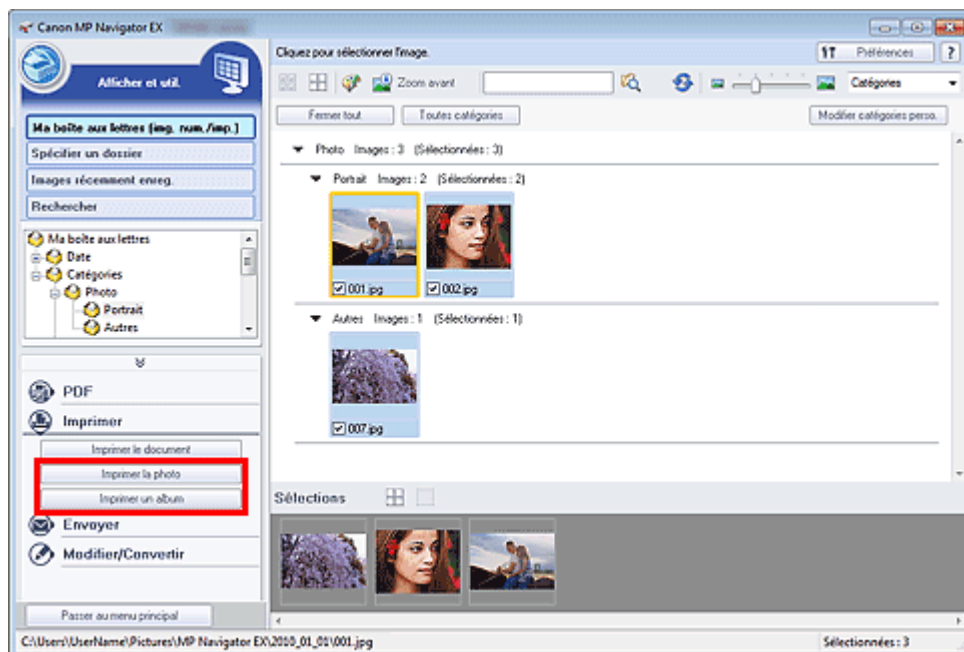 Canon MP Navigator EX
Afficher et util.
Ma boîte aux lettres (img. num./imp.)
Spécifier un dossier
Images récemment enreg.
Rechercher
Ma boîte aux lettres
Date
Catégories
Photo
Portrait
Autres
PDF
Imprimer
Imprimer le document
Imprimer la photo
Imprimer un album
Envoyer
Modifier/Convertir
Passer au menu principal
Cliquez pour sélectionner l'image.
Préférences ?
Zoom avant
Catégories
Fermer tout Toutes catégories Modifier catégories perso.
Photo Images : 3 (Sélectionnées : 3)
Portrait Images : 2 (Sélectionnées : 2)
001.jpg 002.jpg
Autres Images : 1 (Sélectionnées : 1)
007.jpg
Sélections
C:\Users\UserName\Pictures\MP Navigator EX\2010_01_01\001.jpg Sélectionnées : 3